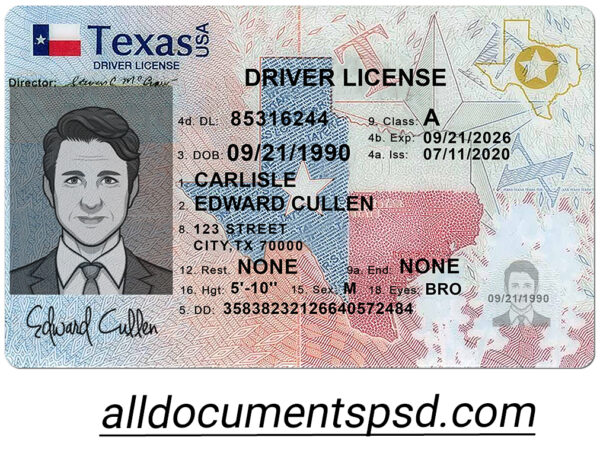 Texas USA
DRIVER LICENSE
Director:
DRIVER LICENSE
4d. DL: 85316244 9. Class: A
4b. Exp: 09/21/2026
3. DOB: 09/21/1990 4a. Iss: 07/11/2020
1. CARLISLE
2. EDWARD CULLEN
8. 123 STREET
CITY,TX 70000
12. Rest. NONE 9a. End: NONE
16. Hgt: 5'-10" 15. Sex: M 18. Eyes: BRO
5. DD: 35838232126640572484
09/21/1990
Edward Cullen
alldocumentspsd.com